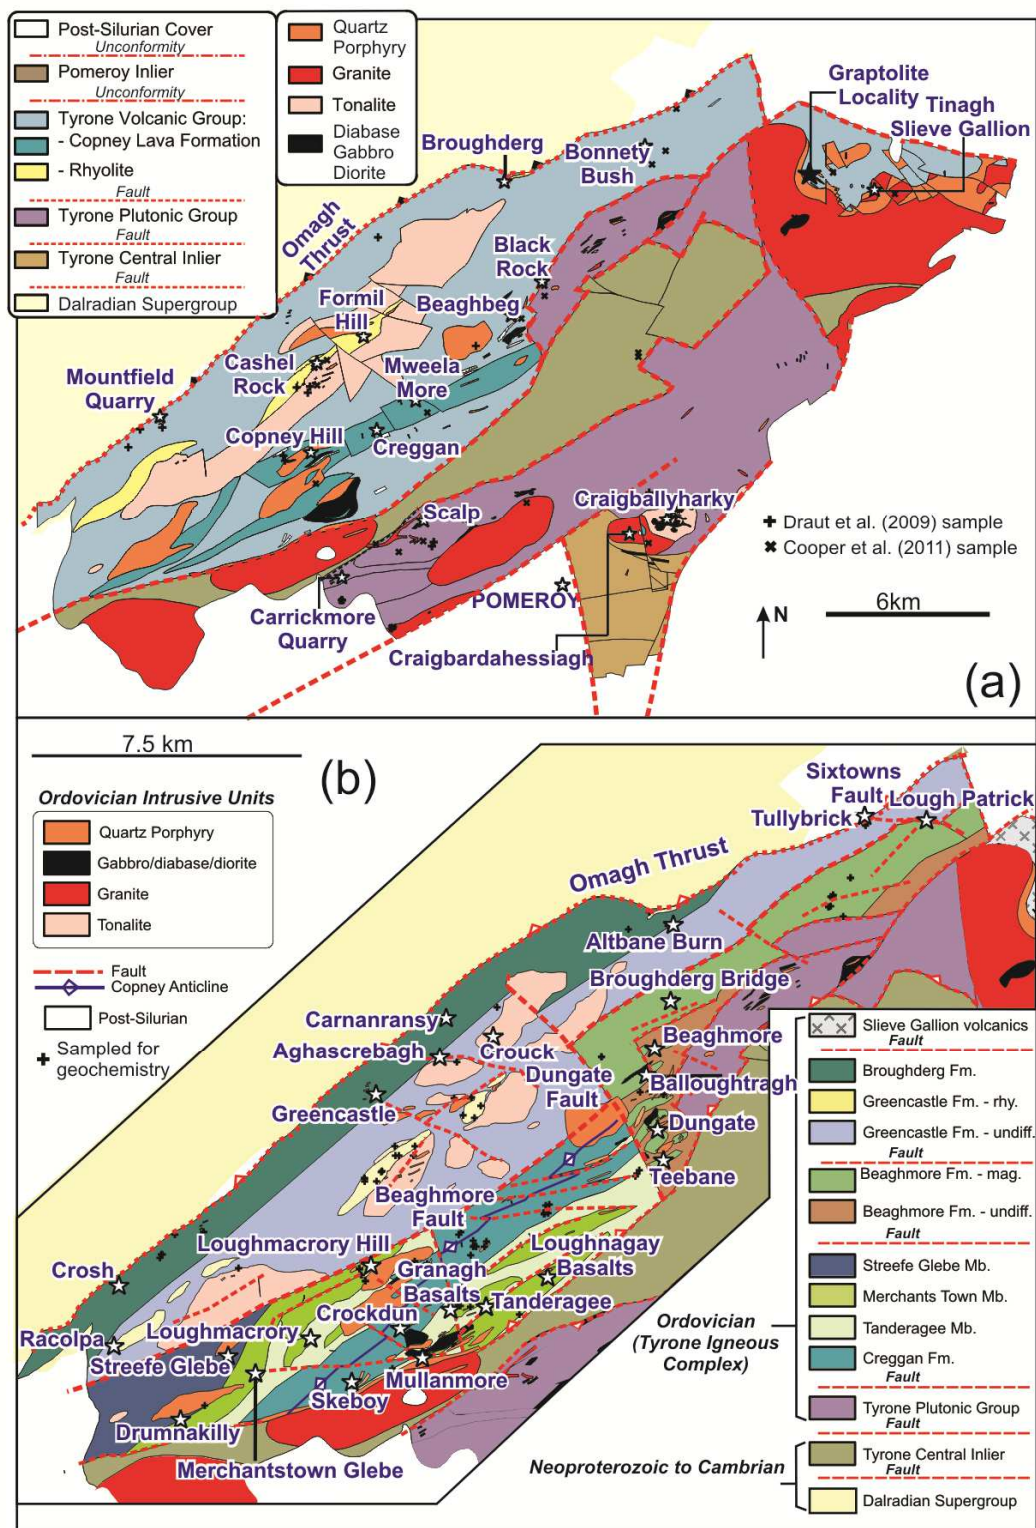 Post-Silurian Cover
Unconformity
Pomeroy Inlier
Unconformity
Tyrone Volcanic Group:
- Copney Lava Formation
- Rhyolite
Fault
Tyrone Plutonic Group
Fault
Tyrone Central Inlier
Fault
Dalradian Supergroup
Quartz
Porphyry
Granite
Tonalite
Diabase
Gabbro
Diorite
Graptolite
Locality
Tinagh
Slieve Gallion
Broughderg
Bonnety
Bush
Omagh
Thrust
Black
Rock
Formil
Hill
Beaghbeg
Cashel
Rock
Mweela
More
Mountfield
Quarry
Copney Hill
Creggan
Scalp
Craigballyharky
+ Draut et al. (2009) sample
× Cooper et al. (2011) sample
POMEROY
Carrickmore
Quarry
Craigbardahessiagh
N
6km
(a)
7.5 km
(b)
Ordovician Intrusive Units
Quartz Porphyry
Gabbro/diabase/diorite
Granite
Tonalite
Fault
Copney Anticline
Post-Silurian
+ Sampled for
geochemistry
Sixtowns
Fault
Lough Patrick
Tullybrick
Omagh Thrust
Altbane Burn
Broughderg Bridge
Carnanransy
Aghascrebagh
Crouck
Dungate
Fault
Beaghmore
Balloughtragh
Greencastle
Dungate
Teebane
Beaghmore
Fault
Loughmacrory Hill
Loughnagay
Basalts
Granagh
Basalts
Tanderagee
Crosh
Crockdun
Racolpa
Loughmacrory
Streefe Glebe
Mullanmore
Skeboy
Drumnakilly
Merchantstown Glebe
Slieve Gallion volcanics
Fault
Broughderg Fm.
Greencastle Fm. - rhy.
Greencastle Fm. - undiff.
Fault
Beaghmore Fm. - mag.
Beaghmore Fm. - undiff.
Fault
Streefe Glebe Mb.
Merchants Town Mb.
Tanderagee Mb.
Creggan Fm.
Fault
Tyrone Plutonic Group
Fault
Tyrone Central Inlier
Fault
Dalradian Supergroup
Ordovician
(Tyrone Igneous
Complex)
Neoproterozoic to Cambrian